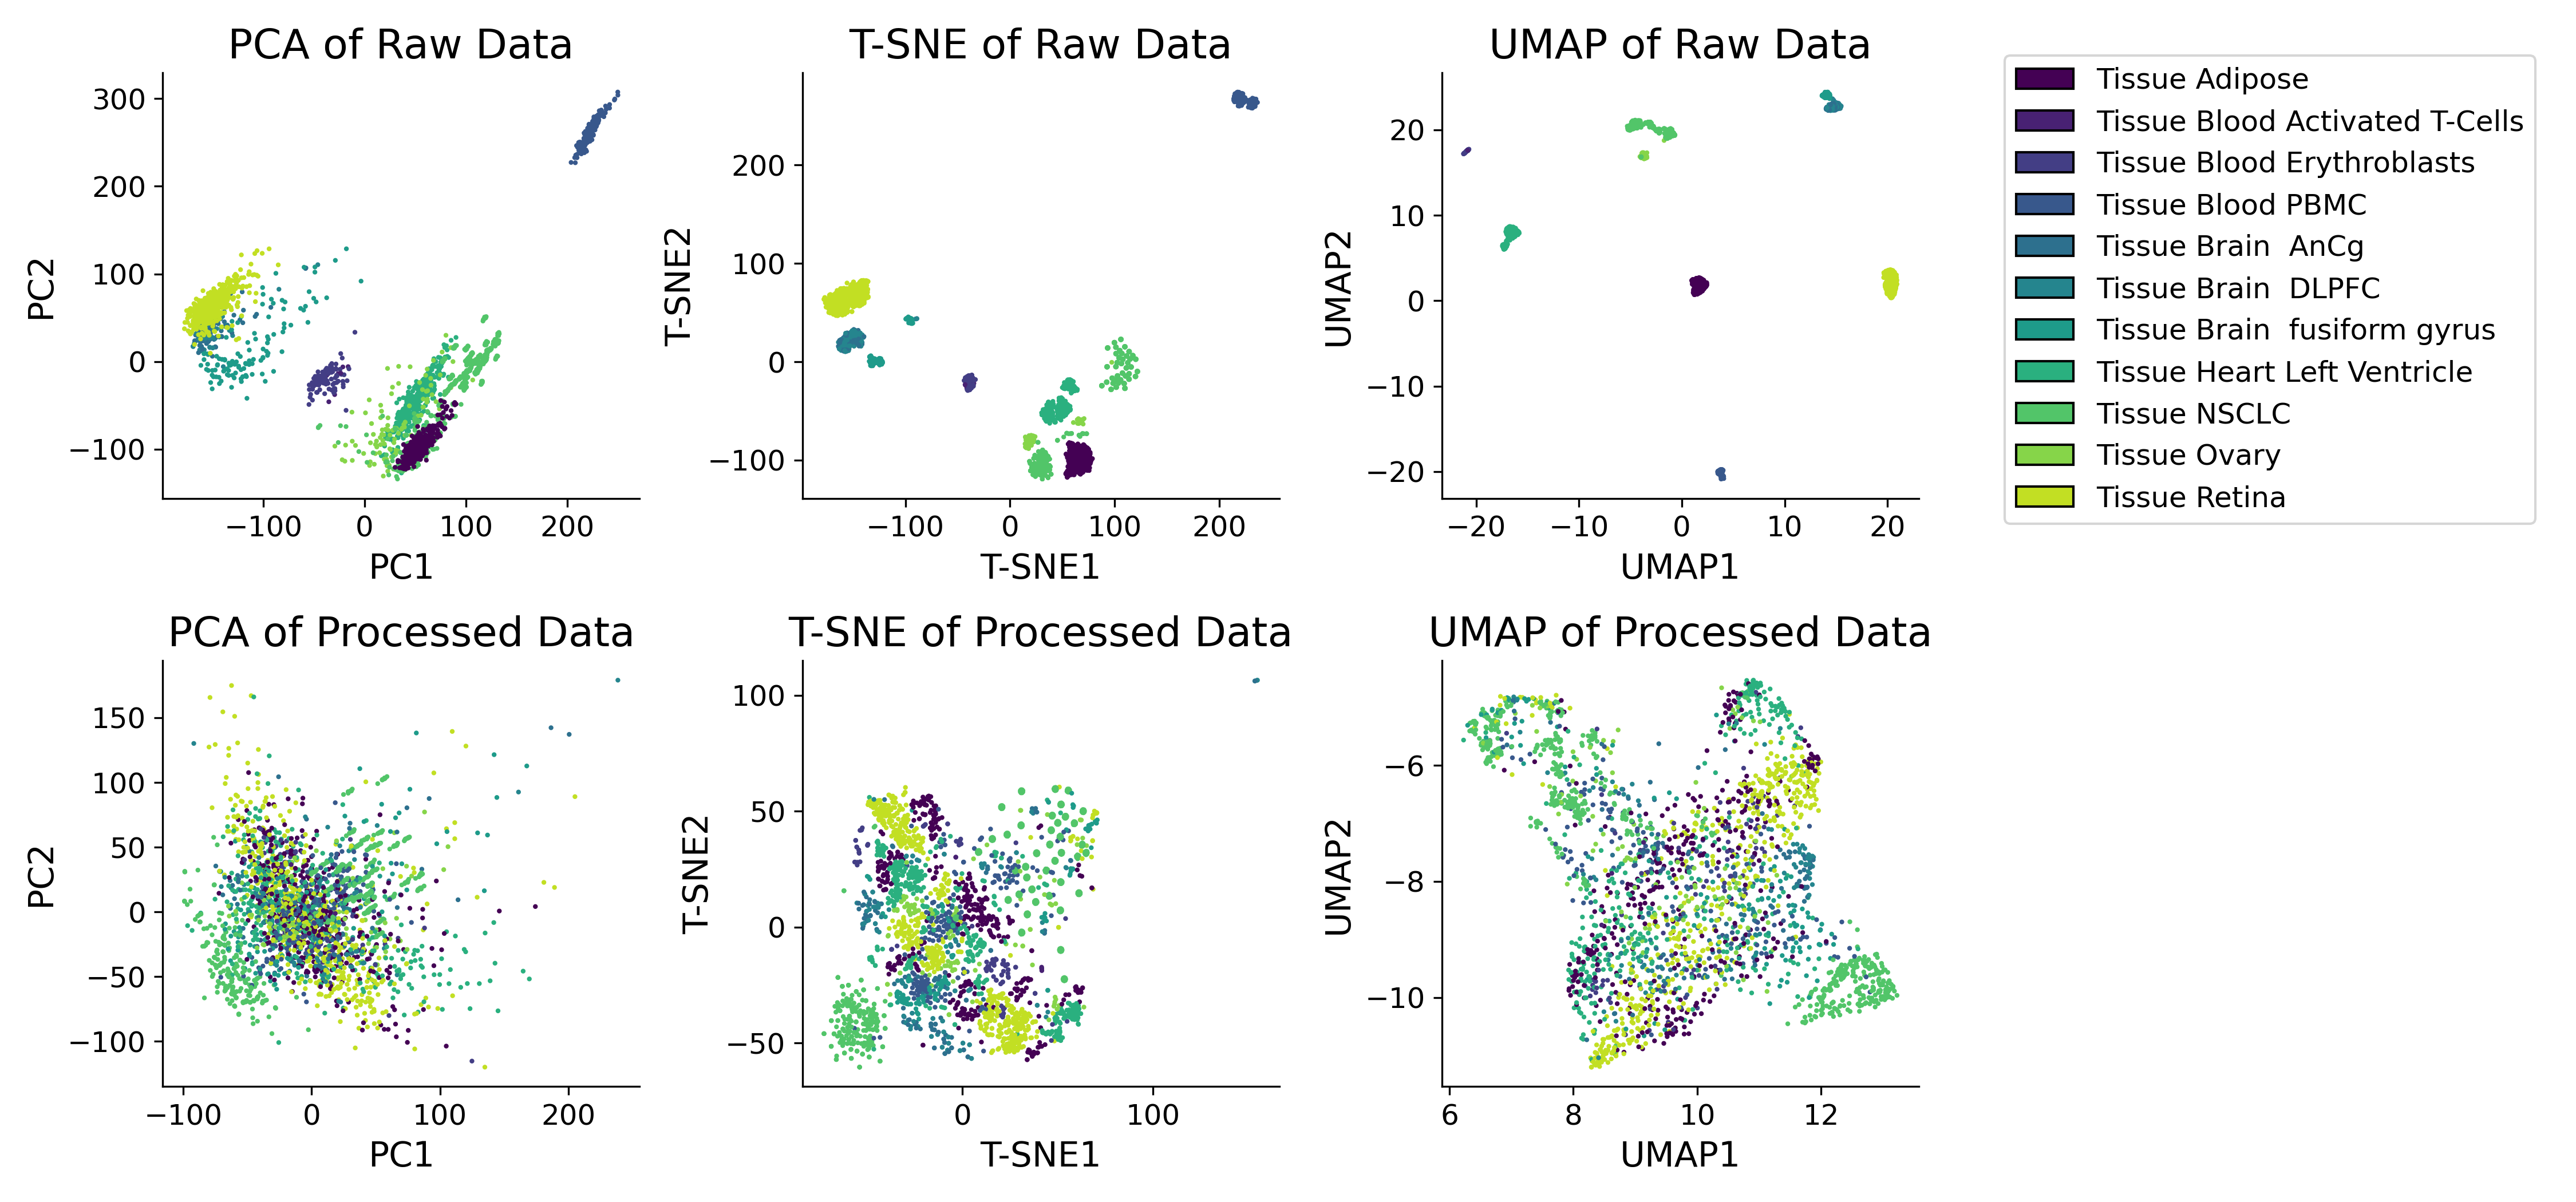 PCA of Raw Data
300
200
100
0
−100
PC2
−100 0 100 200
PC1
T-SNE of Raw Data
200
100
0
−100
T-SNE2
−100 0 100 200
T-SNE1
UMAP of Raw Data
20
10
0
−10
−20
UMAP2
−20 −10 0 10 20
UMAP1
Tissue Adipose
Tissue Blood Activated T-Cells
Tissue Blood Erythroblasts
Tissue Blood PBMC
Tissue Brain  AnCg
Tissue Brain  DLPFC
Tissue Brain  fusiform gyrus
Tissue Heart Left Ventricle
Tissue NSCLC
Tissue Ovary
Tissue Retina
PCA of Processed Data
150
100
50
0
−50
−100
PC2
−100 0 100 200
PC1
T-SNE of Processed Data
100
50
0
−50
T-SNE2
0 100
T-SNE1
UMAP of Processed Data
−6
−8
−10
UMAP2
6 8 10 12
UMAP1